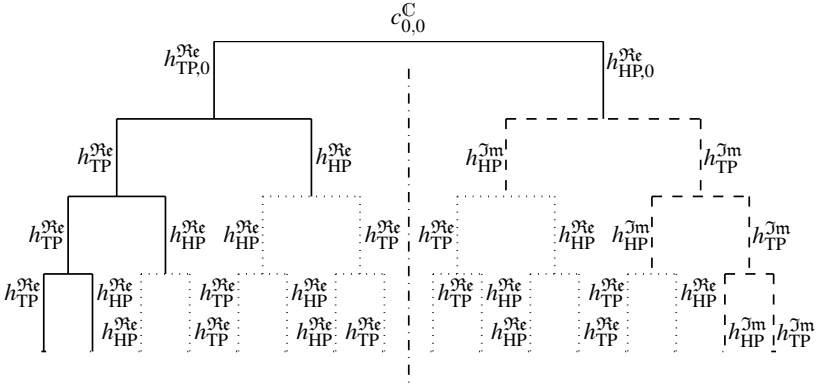 c_{0,0}^ℂ
h_{TP,0}^{ℜ𝔢} h_{HP,0}^{ℜ𝔢}
h_{TP}^{ℜ𝔢} h_{HP}^{ℜ𝔢} h_{HP}^{ℑ𝔪} h_{TP}^{ℑ𝔪}
h_{TP}^{ℜ𝔢} h_{HP}^{ℜ𝔢} h_{HP}^{ℜ𝔢} h_{TP}^{ℜ𝔢} h_{TP}^{ℜ𝔢} h_{HP}^{ℜ𝔢} h_{HP}^{ℑ𝔪} h_{TP}^{ℑ𝔪}
h_{TP}^{ℜ𝔢} h_{HP}^{ℜ𝔢} h_{TP}^{ℜ𝔢} h_{HP}^{ℜ𝔢} h_{TP}^{ℜ𝔢} h_{HP}^{ℜ𝔢} h_{TP}^{ℜ𝔢} h_{HP}^{ℜ𝔢}
h_{HP}^{ℜ𝔢} h_{TP}^{ℜ𝔢} h_{HP}^{ℜ𝔢} h_{TP}^{ℜ𝔢} h_{HP}^{ℜ𝔢} h_{TP}^{ℜ𝔢} h_{HP}^{ℑ𝔪} h_{TP}^{ℑ𝔪}